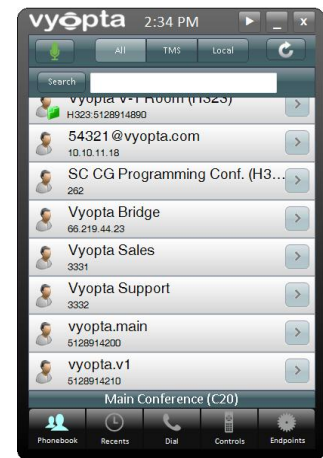 vyopta 2:34 PM _ x
All TMS Local
Search
Vyopta V-1 Room (H323)
H323:5128914890
54321@vyopta.com
10.10.11.18
SC CG Programming Conf. (H3...
262
Vyopta Bridge
66.219.44.23
Vyopta Sales
3331
Vyopta Support
3332
vyopta.main
5128914200
vyopta.v1
5128914210
Main Conference (C20)
Phonebook Recents Dial Controls Endpoints